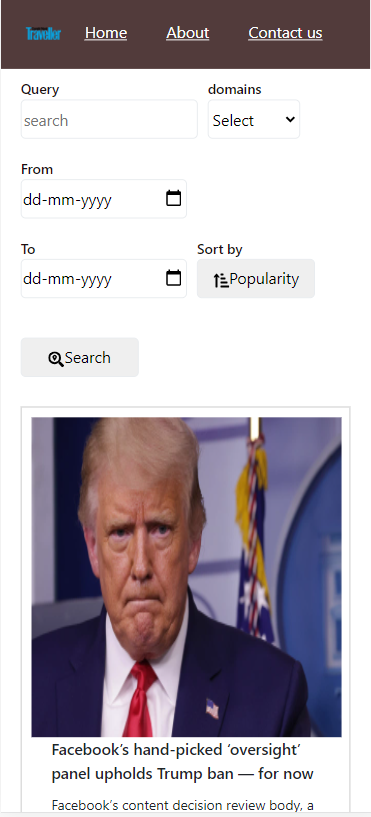 Traveller
Home About Contact us
Query domains
search Select
From
dd-mm-yyyy
To Sort by
dd-mm-yyyy Popularity
Search
Facebook’s hand-picked ‘oversight’
panel upholds Trump ban — for now
Facebook’s content decision review body, a